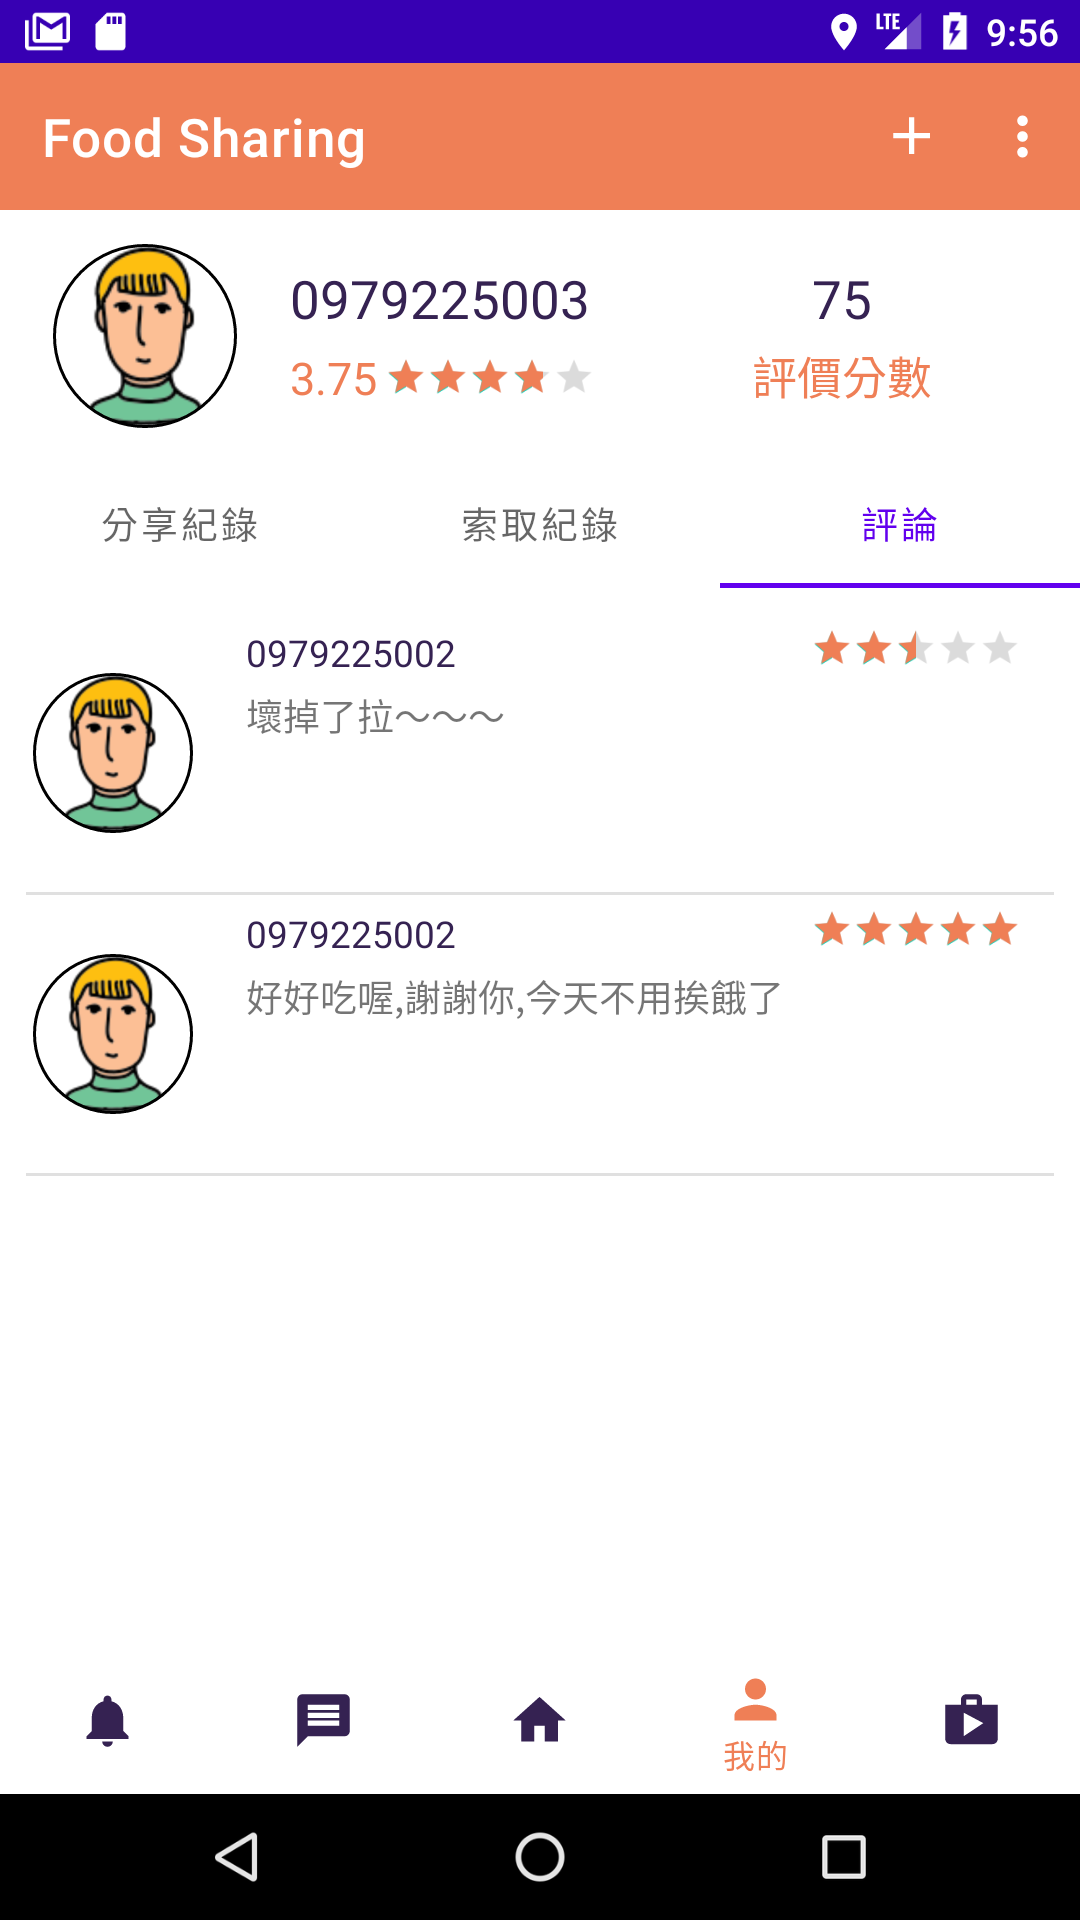 LTE 9:56
Food Sharing
0979225003 75
3.75 評價分數
分享紀錄 索取紀錄 評論
0979225002
壞掉了拉～～～
0979225002
好好吃喔,謝謝你,今天不用挨餓了
我的